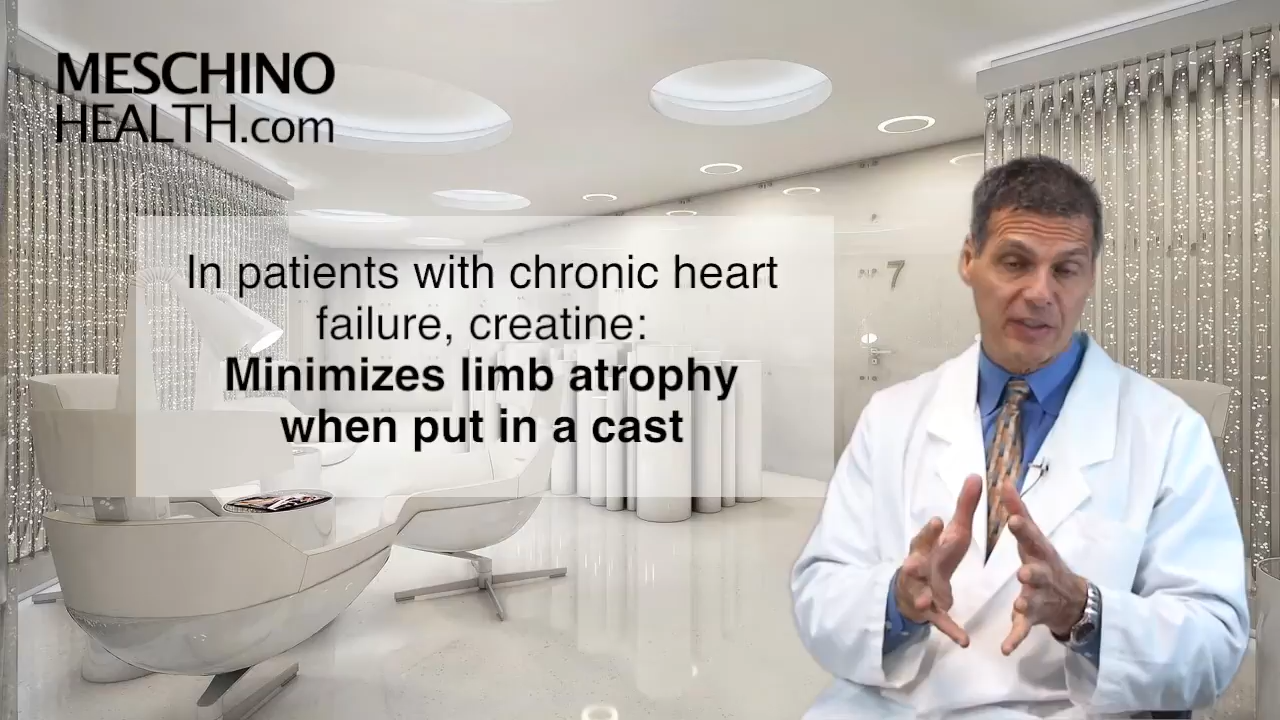 MESCHINO
HEALTH.com
In patients with chronic heart
failure, creatine:
Minimizes limb atrophy
when put in a cast
7